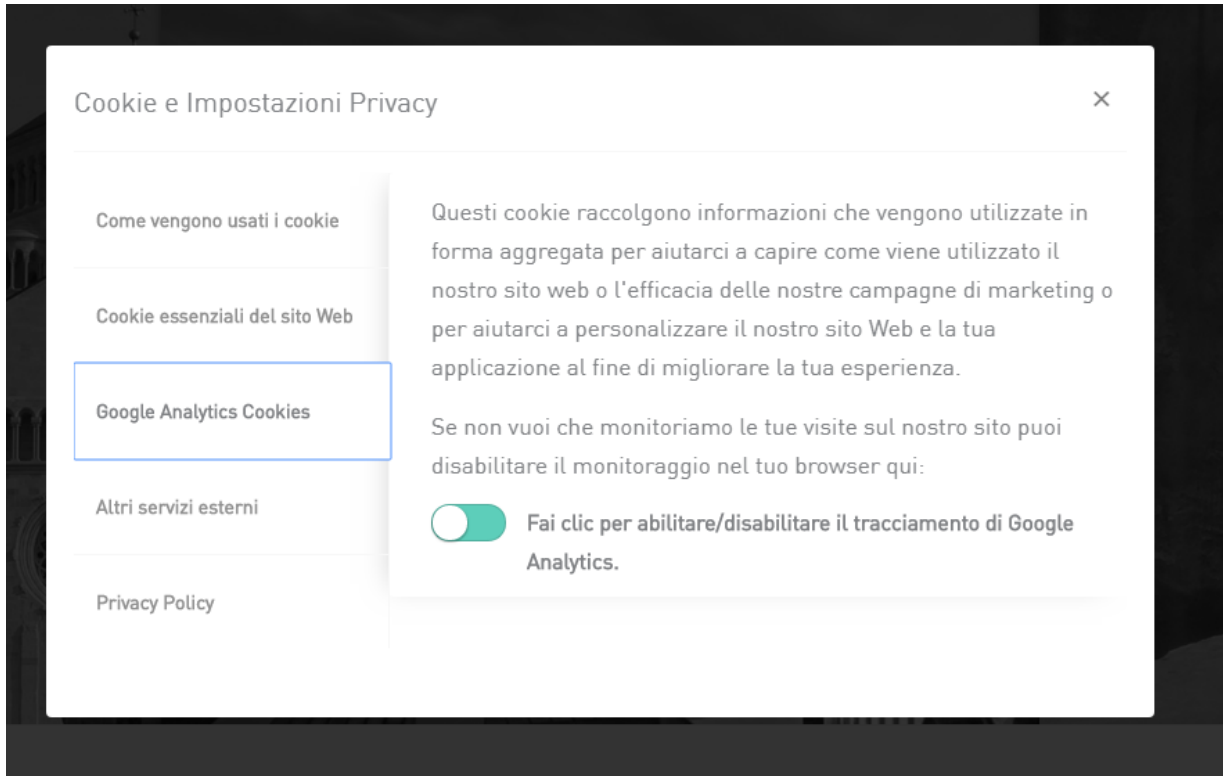 Cookie e Impostazioni Privacy
×
Come vengono usati i cookie
Cookie essenziali del sito Web
Google Analytics Cookies
Altri servizi esterni
Privacy Policy
Questi cookie raccolgono informazioni che vengono utilizzate in
forma aggregata per aiutarci a capire come viene utilizzato il
nostro sito web o l'efficacia delle nostre campagne di marketing o
per aiutarci a personalizzare il nostro sito Web e la tua
applicazione al fine di migliorare la tua esperienza.
Se non vuoi che monitoriamo le tue visite sul nostro sito puoi
disabilitare il monitoraggio nel tuo browser qui:
Fai clic per abilitare/disabilitare il tracciamento di Google
Analytics.